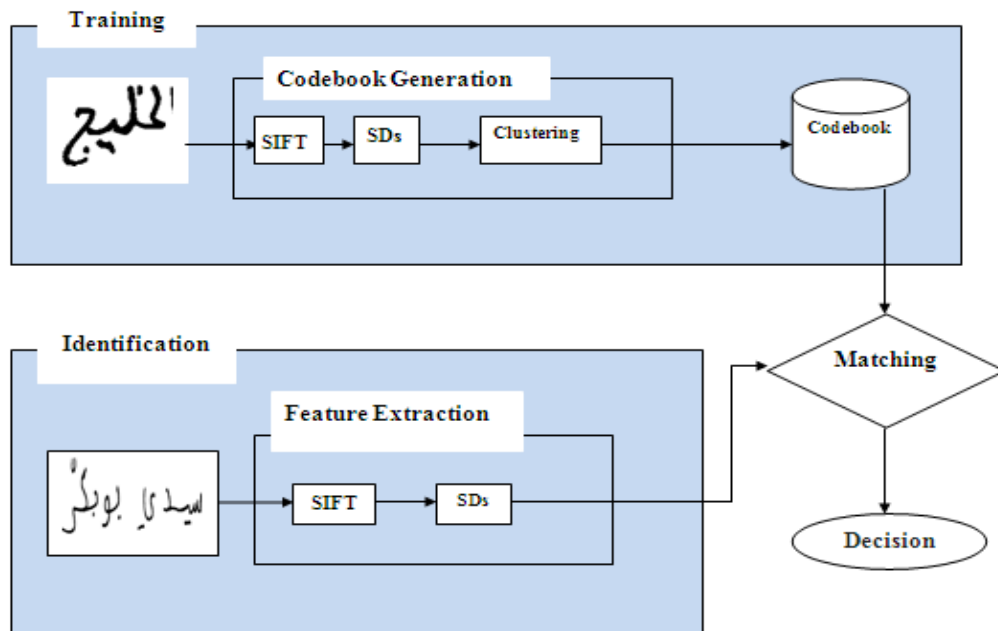 Training
Codebook Generation
الخليج
SIFT
SDs
Clustering
Codebook
Identification
Matching
Feature Extraction
سيدي بوبكر
SIFT
SDs
Decision